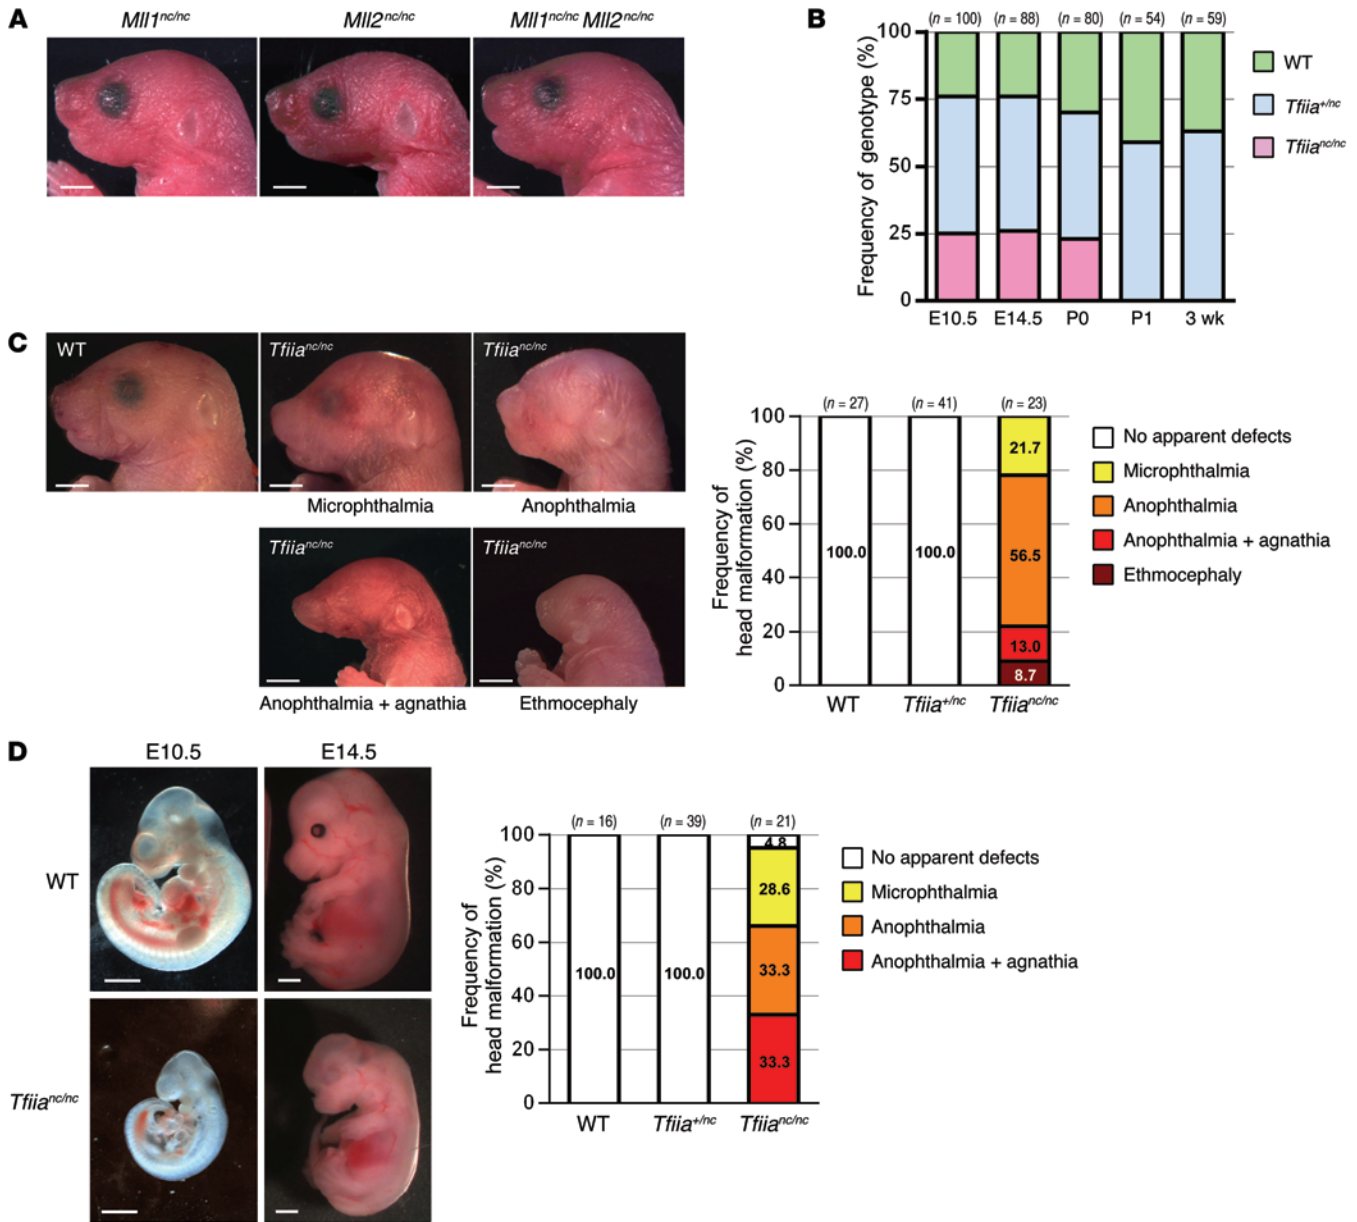 A
Mll1nc/nc
Mll2nc/nc
Mll1nc/nc Mll2nc/nc
B
(n = 100)
(n = 88)
(n = 80)
(n = 54)
(n = 59)
Frequency of genotype (%)
100
75
50
25
0
E10.5
E14.5
P0
P1
3 wk
WT
Tfiia+/nc
Tfiianc/nc
C
WT
Tfiianc/nc
Tfiianc/nc
Microphthalmia
Anophthalmia
Tfiianc/nc
Tfiianc/nc
Anophthalmia + agnathia
Ethmocephaly
Frequency of
head malformation (%)
100
80
60
40
20
0
(n = 27)
(n = 41)
(n = 23)
100.0
100.0
21.7
56.5
13.0
8.7
WT
Tfiia+/nc
Tfiianc/nc
No apparent defects
Microphthalmia
Anophthalmia
Anophthalmia + agnathia
Ethmocephaly
D
E10.5
E14.5
WT
Tfiianc/nc
Frequency of
head malformation (%)
100
80
60
40
20
0
(n = 16)
(n = 39)
(n = 21)
100.0
100.0
4.8
28.6
33.3
33.3
WT
Tfiia+/nc
Tfiianc/nc
No apparent defects
Microphthalmia
Anophthalmia
Anophthalmia + agnathia